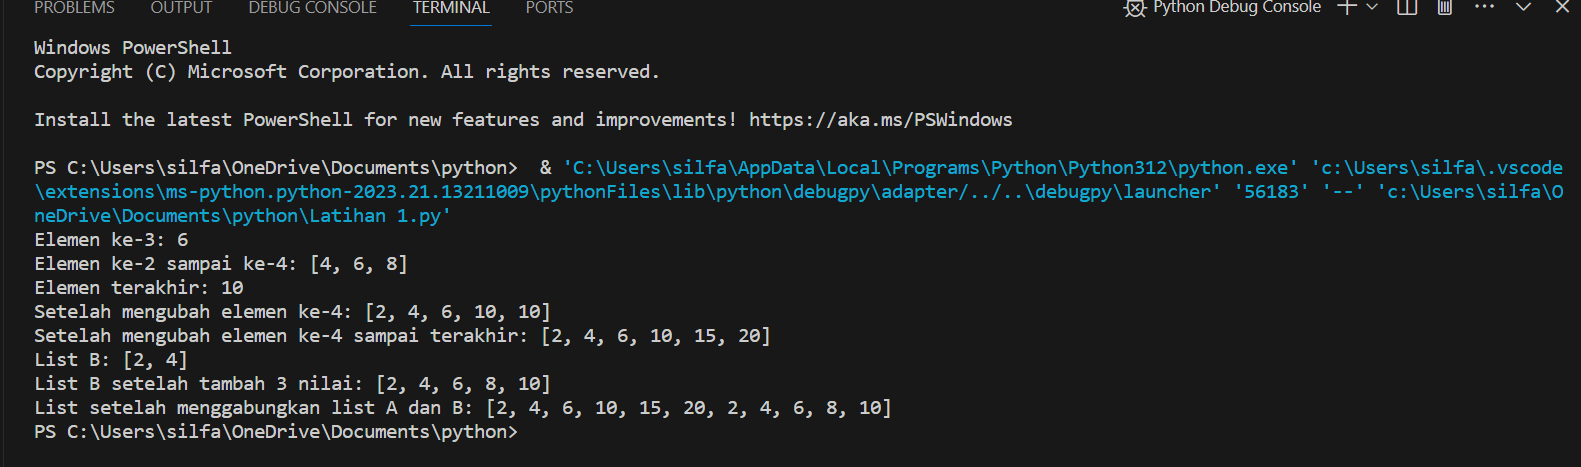 PROBLEMS OUTPUT DEBUG CONSOLE TERMINAL PORTS Python Debug Console
Windows PowerShell
Copyright (C) Microsoft Corporation. All rights reserved.
Install the latest PowerShell for new features and improvements! https://aka.ms/PSWindows
PS C:\Users\silfa\OneDrive\Documents\python>  & 'C:\Users\silfa\AppData\Local\Programs\Python\Python312\python.exe' 'c:\Users\silfa\.vscode
\extensions\ms-python.python-2023.21.13211009\pythonFiles\lib\python\debugpy\adapter/../..\debugpy\launcher' '56183' '--' 'c:\Users\silfa\O
neDrive\Documents\python\Latihan 1.py'
Elemen ke-3: 6
Elemen ke-2 sampai ke-4: [4, 6, 8]
Elemen terakhir: 10
Setelah mengubah elemen ke-4: [2, 4, 6, 10, 10]
Setelah mengubah elemen ke-4 sampai terakhir: [2, 4, 6, 10, 15, 20]
List B: [2, 4]
List B setelah tambah 3 nilai: [2, 4, 6, 8, 10]
List setelah menggabungkan list A dan B: [2, 4, 6, 10, 15, 20, 2, 4, 6, 8, 10]
PS C:\Users\silfa\OneDrive\Documents\python>